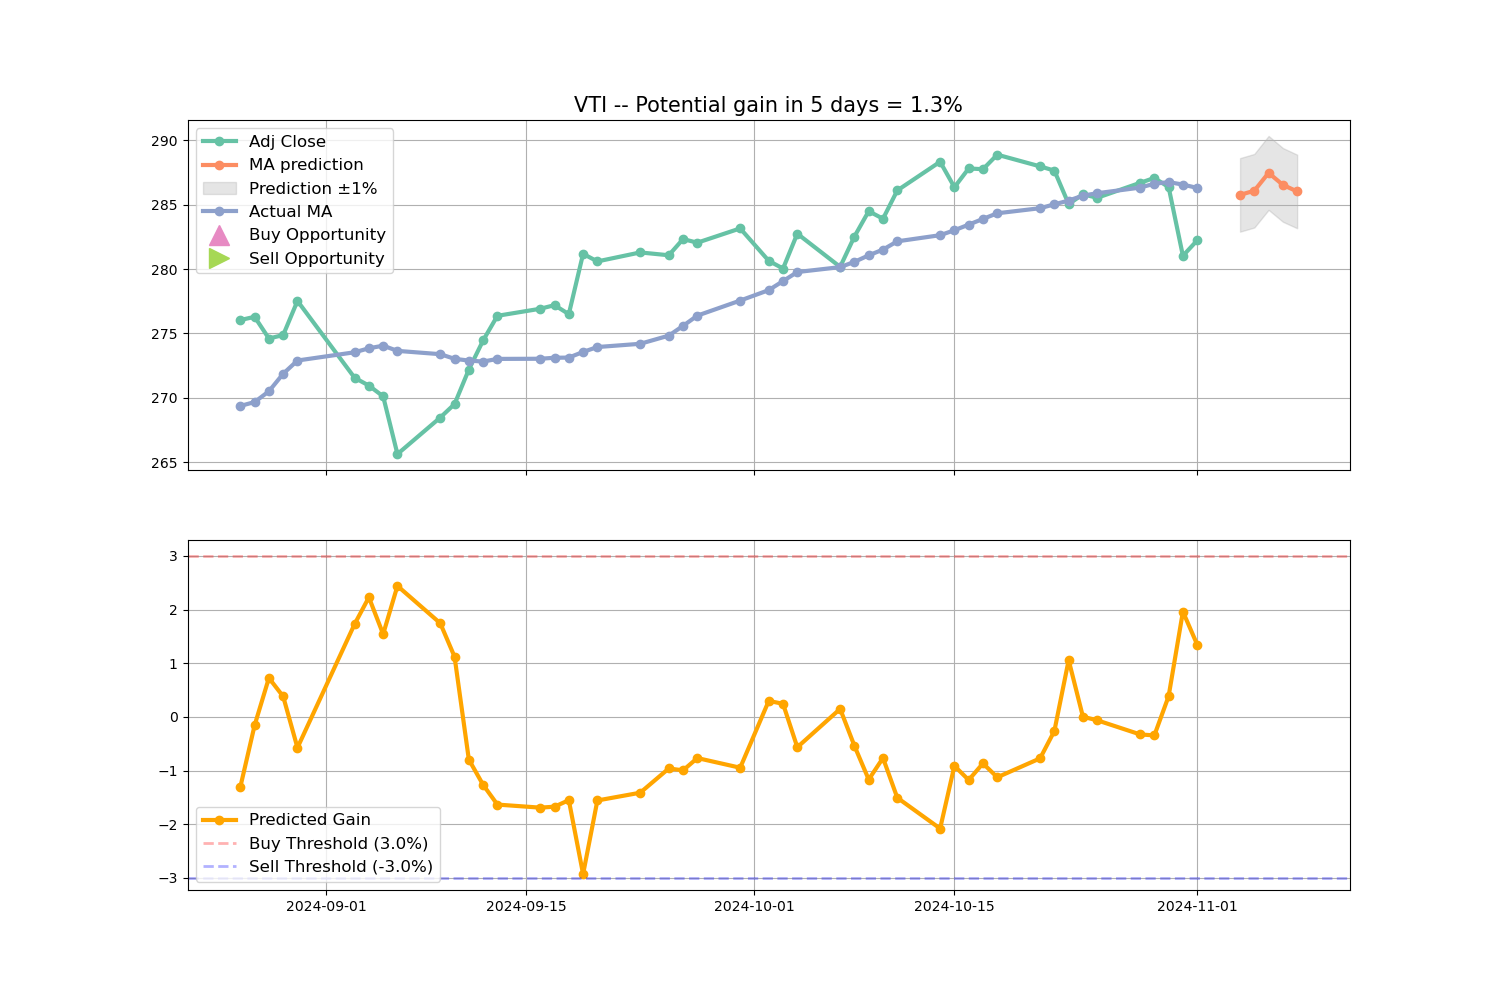 VTI -- Potential gain in 5 days = 1.3%
290
285
280
275
270
265
Adj Close
MA prediction
Prediction ±1%
Actual MA
Buy Opportunity
Sell Opportunity
3
2
1
0
−1
−2
−3
Predicted Gain
Buy Threshold (3.0%)
Sell Threshold (-3.0%)
2024-09-01
2024-09-15
2024-10-01
2024-10-15
2024-11-01